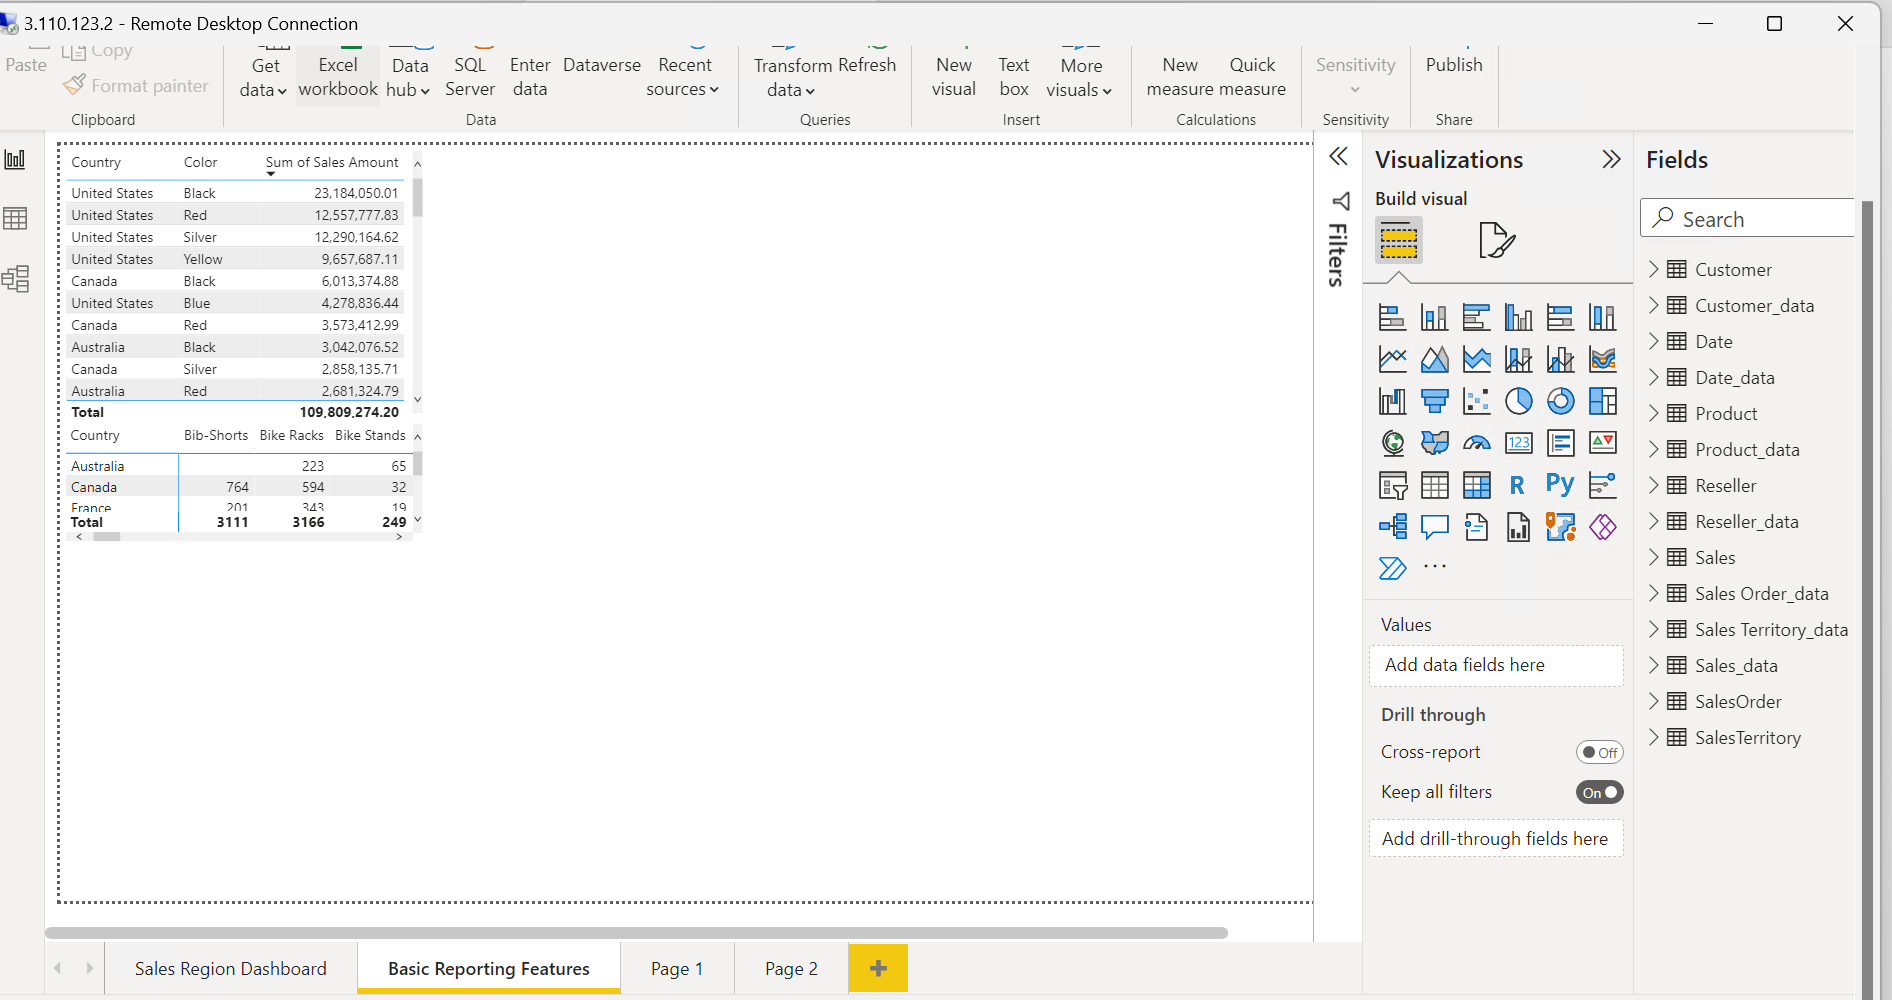 3.110.123.2 - Remote Desktop Connection
Paste
Copy
Format painter
Clipboard
Get data
Excel workbook
Data hub
SQL Server
Enter data
Dataverse
Recent sources
Data
Transform data
Refresh
Queries
New visual
Text box
More visuals
Insert
New measure
Quick measure
Calculations
Sensitivity
Sensitivity
Publish
Share
Country Color Sum of Sales Amount
United States Black 23,184,050.01
United States Red 12,557,777.83
United States Silver 12,290,164.62
United States Yellow 9,657,687.11
Canada Black 6,013,374.88
United States Blue 4,278,836.44
Canada Red 3,573,412.99
Australia Black 3,042,076.52
Canada Silver 2,858,135.71
Australia Red 2,681,324.79
Total 109,809,274.20
Country Bib-Shorts Bike Racks Bike Stands
Australia 223 65
Canada 764 594 32
France 201 343 19
Total 3111 3166 249
Filters
Visualizations
Build visual
123
R
Py
Values
Add data fields here
Drill through
Cross-report Off
Keep all filters On
Add drill-through fields here
Fields
Search
Customer
Customer_data
Date
Date_data
Product
Product_data
Reseller
Reseller_data
Sales
Sales Order_data
Sales Territory_data
Sales_data
SalesOrder
SalesTerritory
Sales Region Dashboard
Basic Reporting Features
Page 1
Page 2